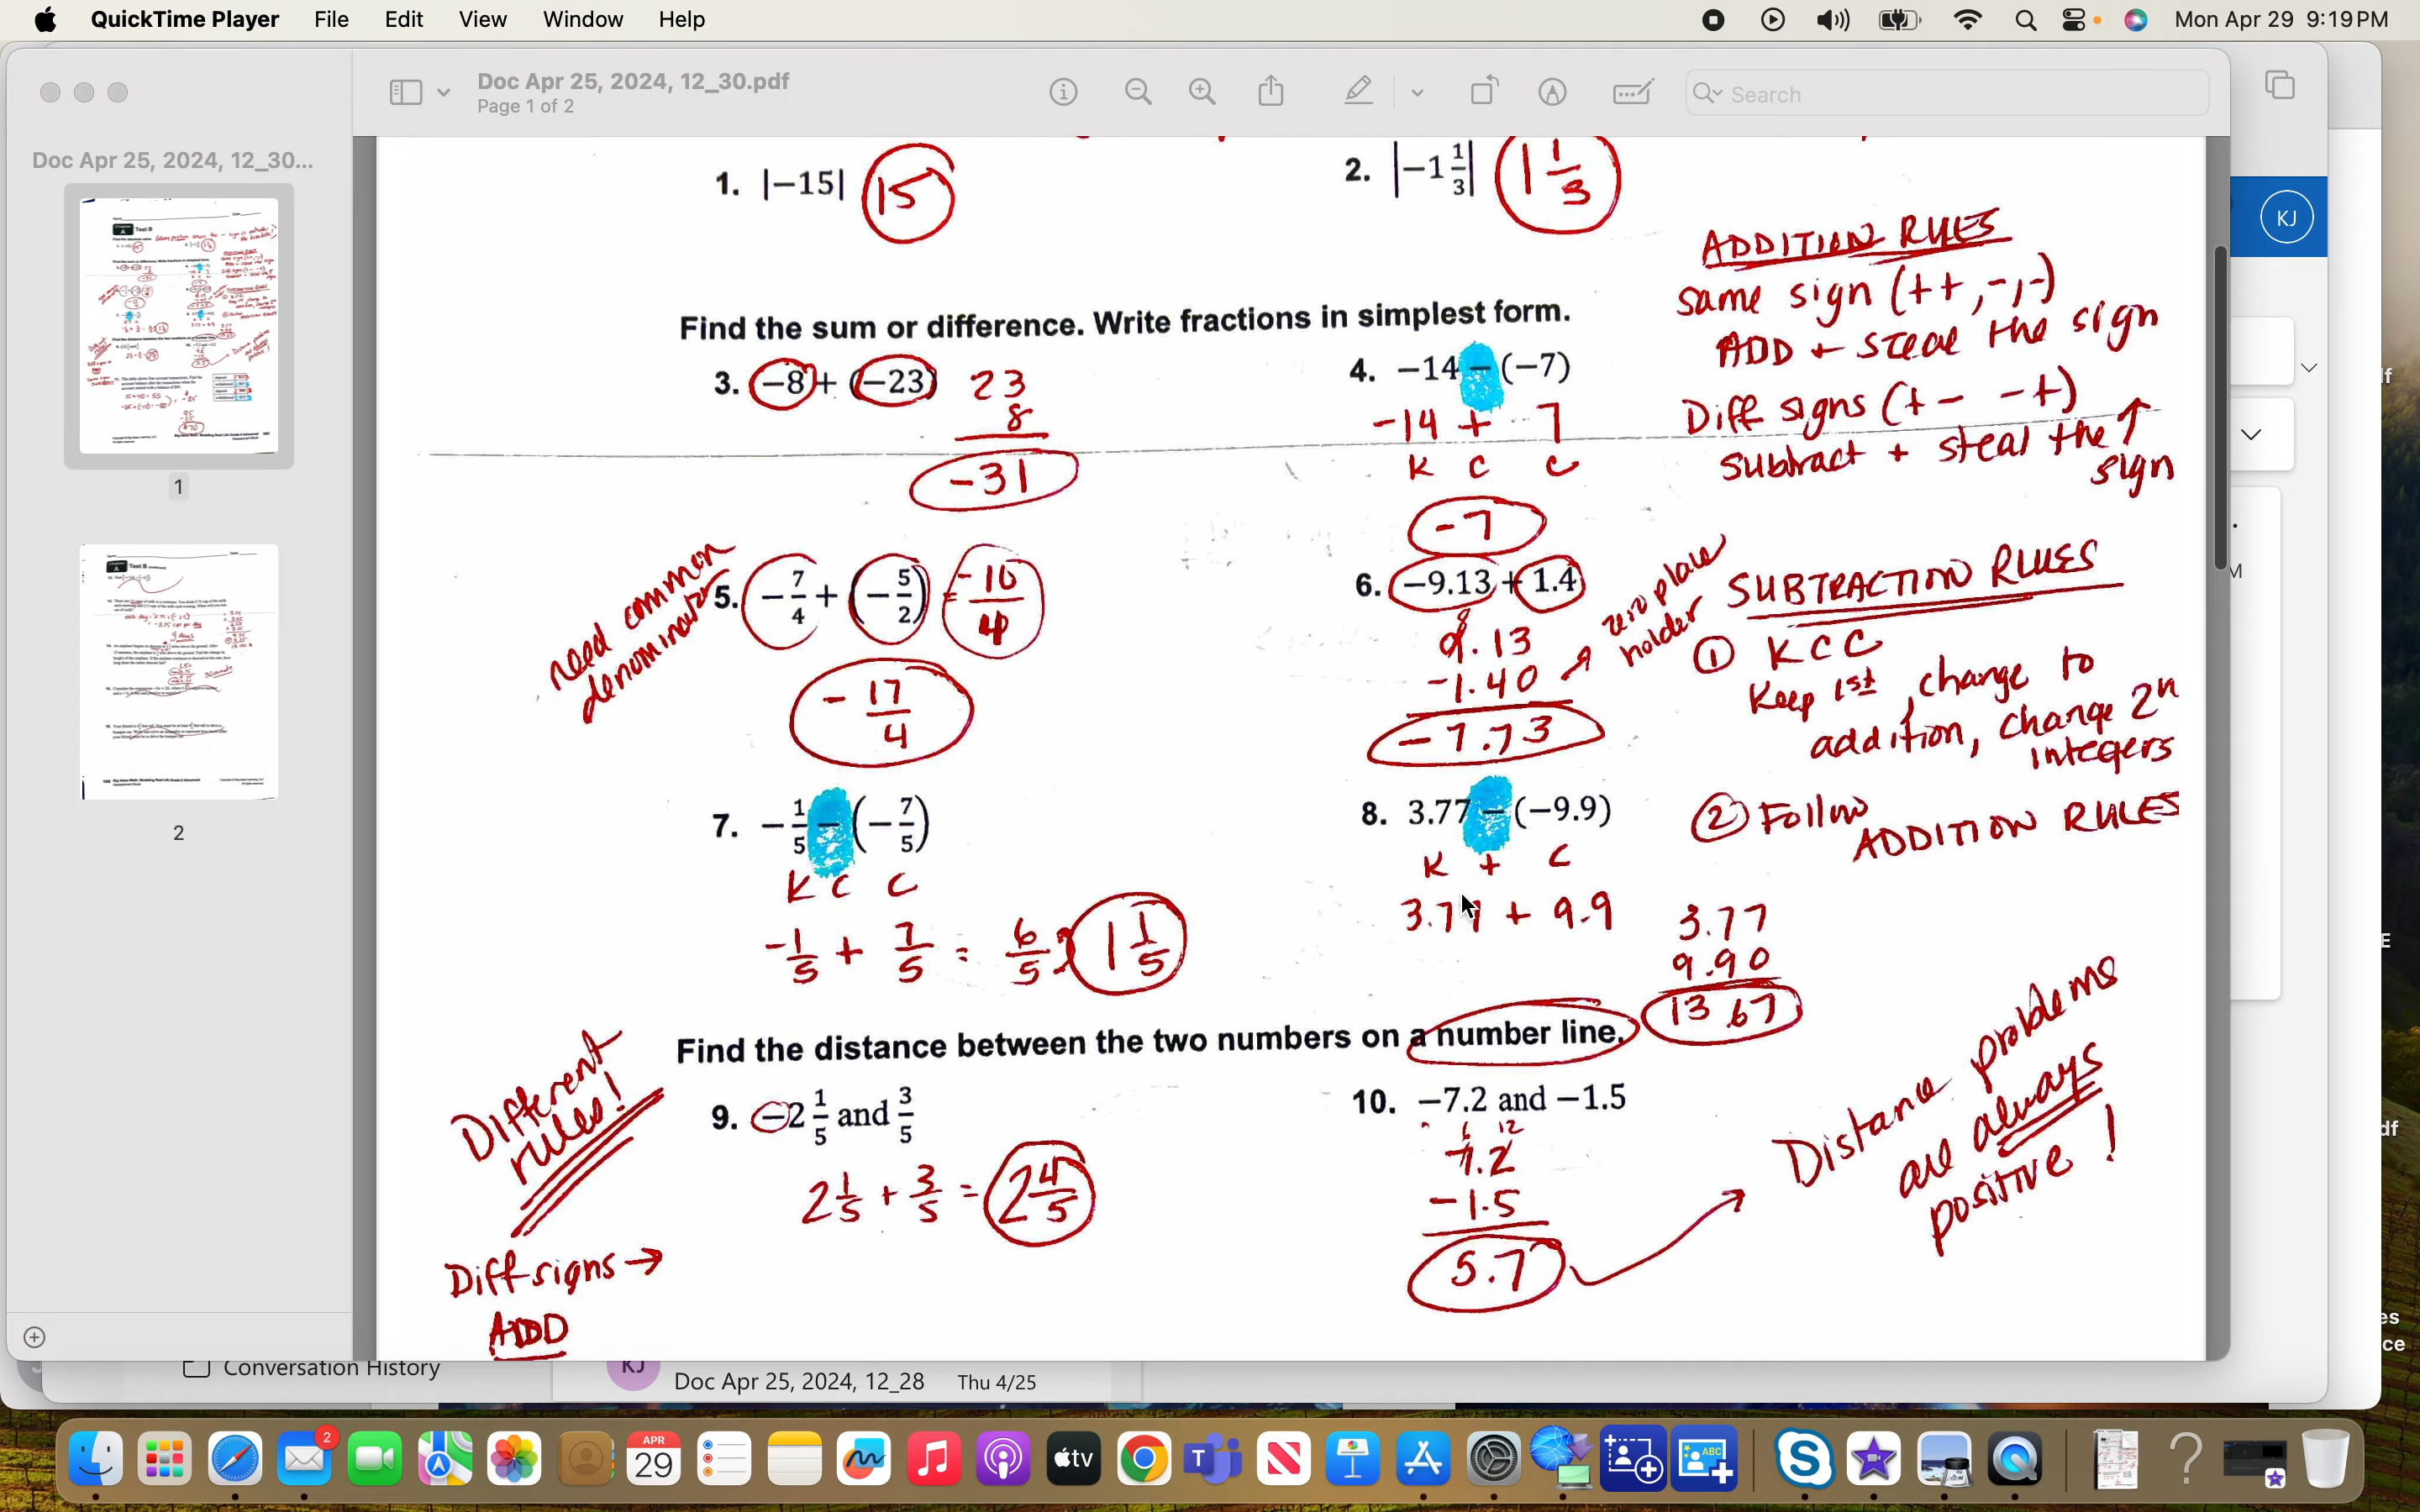 QuickTime Player File Edit View Window Help Mon Apr 29 9:19 PM
Doc Apr 25, 2024, 12_30.pdf
Page 1 of 2
Search
Doc Apr 25, 2024, 12_30...
1
2
KJ
1. |−15| 15
2. |−1 1/3| 1 1/3
ADDITION RULES
same sign (++, -,-)
ADD + steal the sign
Diff signs (+ - -+)
subtract + steal the ↑
sign
Find the sum or difference. Write fractions in simplest form.
3. −8 + (−23) 23
8
-31
4. −14 − (−7)
-14 + 7
K C C
-7
need common
denominator
5. −7/4 + (−5/2) = -10/4
-17/4
6. −9.13 + 1.4
9.13
8
-1.40
zero place
holder
-7.73
SUBTRACTION RULES
① KCC
Keep 1st, change to
addition, change 2n
integers
② Follow
ADDITION RULES
7. −1/5 − (−7/5)
K C C
-1/5 + 7/5 = 6/5 = 1 1/5
8. 3.77 − (−9.9)
K + C
3.77 + 9.9
3.77
9.90
13.67
Find the distance between the two numbers on a number line.
Different
rules!
Diff signs →
ADD
9. −2 1/5 and 3/5
2 1/5 + 3/5 = 2 4/5
10. −7.2 and −1.5
6 12
7.2
-1.5
5.7
Distance problems
are always
positive!
Conversation History
KJ
Doc Apr 25, 2024, 12_28 Thu 4/25
2
APR
29
tv
T
N
ABC
S